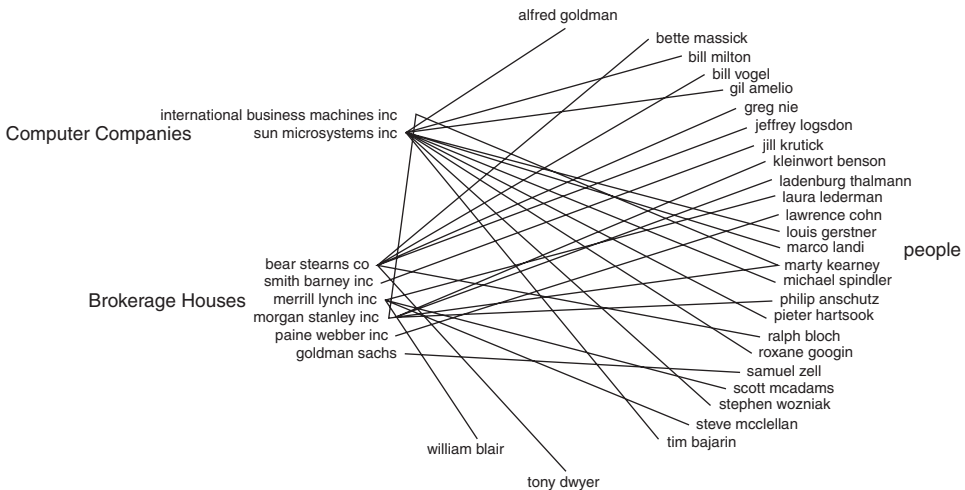 alfred goldman
bette massick
bill milton
bill vogel
gil amelio
greg nie
jeffrey logsdon
jill krutick
kleinwort benson
ladenburg thalmann
laura lederman
lawrence cohn
louis gerstner
marco landi
marty kearney
michael spindler
philip anschutz
pieter hartsook
ralph bloch
roxane googin
samuel zell
scott mcadams
stephen wozniak
steve mcclellan
tim bajarin
william blair
tony dwyer
people
Computer Companies
international business machines inc
sun microsystems inc
Brokerage Houses
bear stearns co
smith barney inc
merrill lynch inc
morgan stanley inc
paine webber inc
goldman sachs